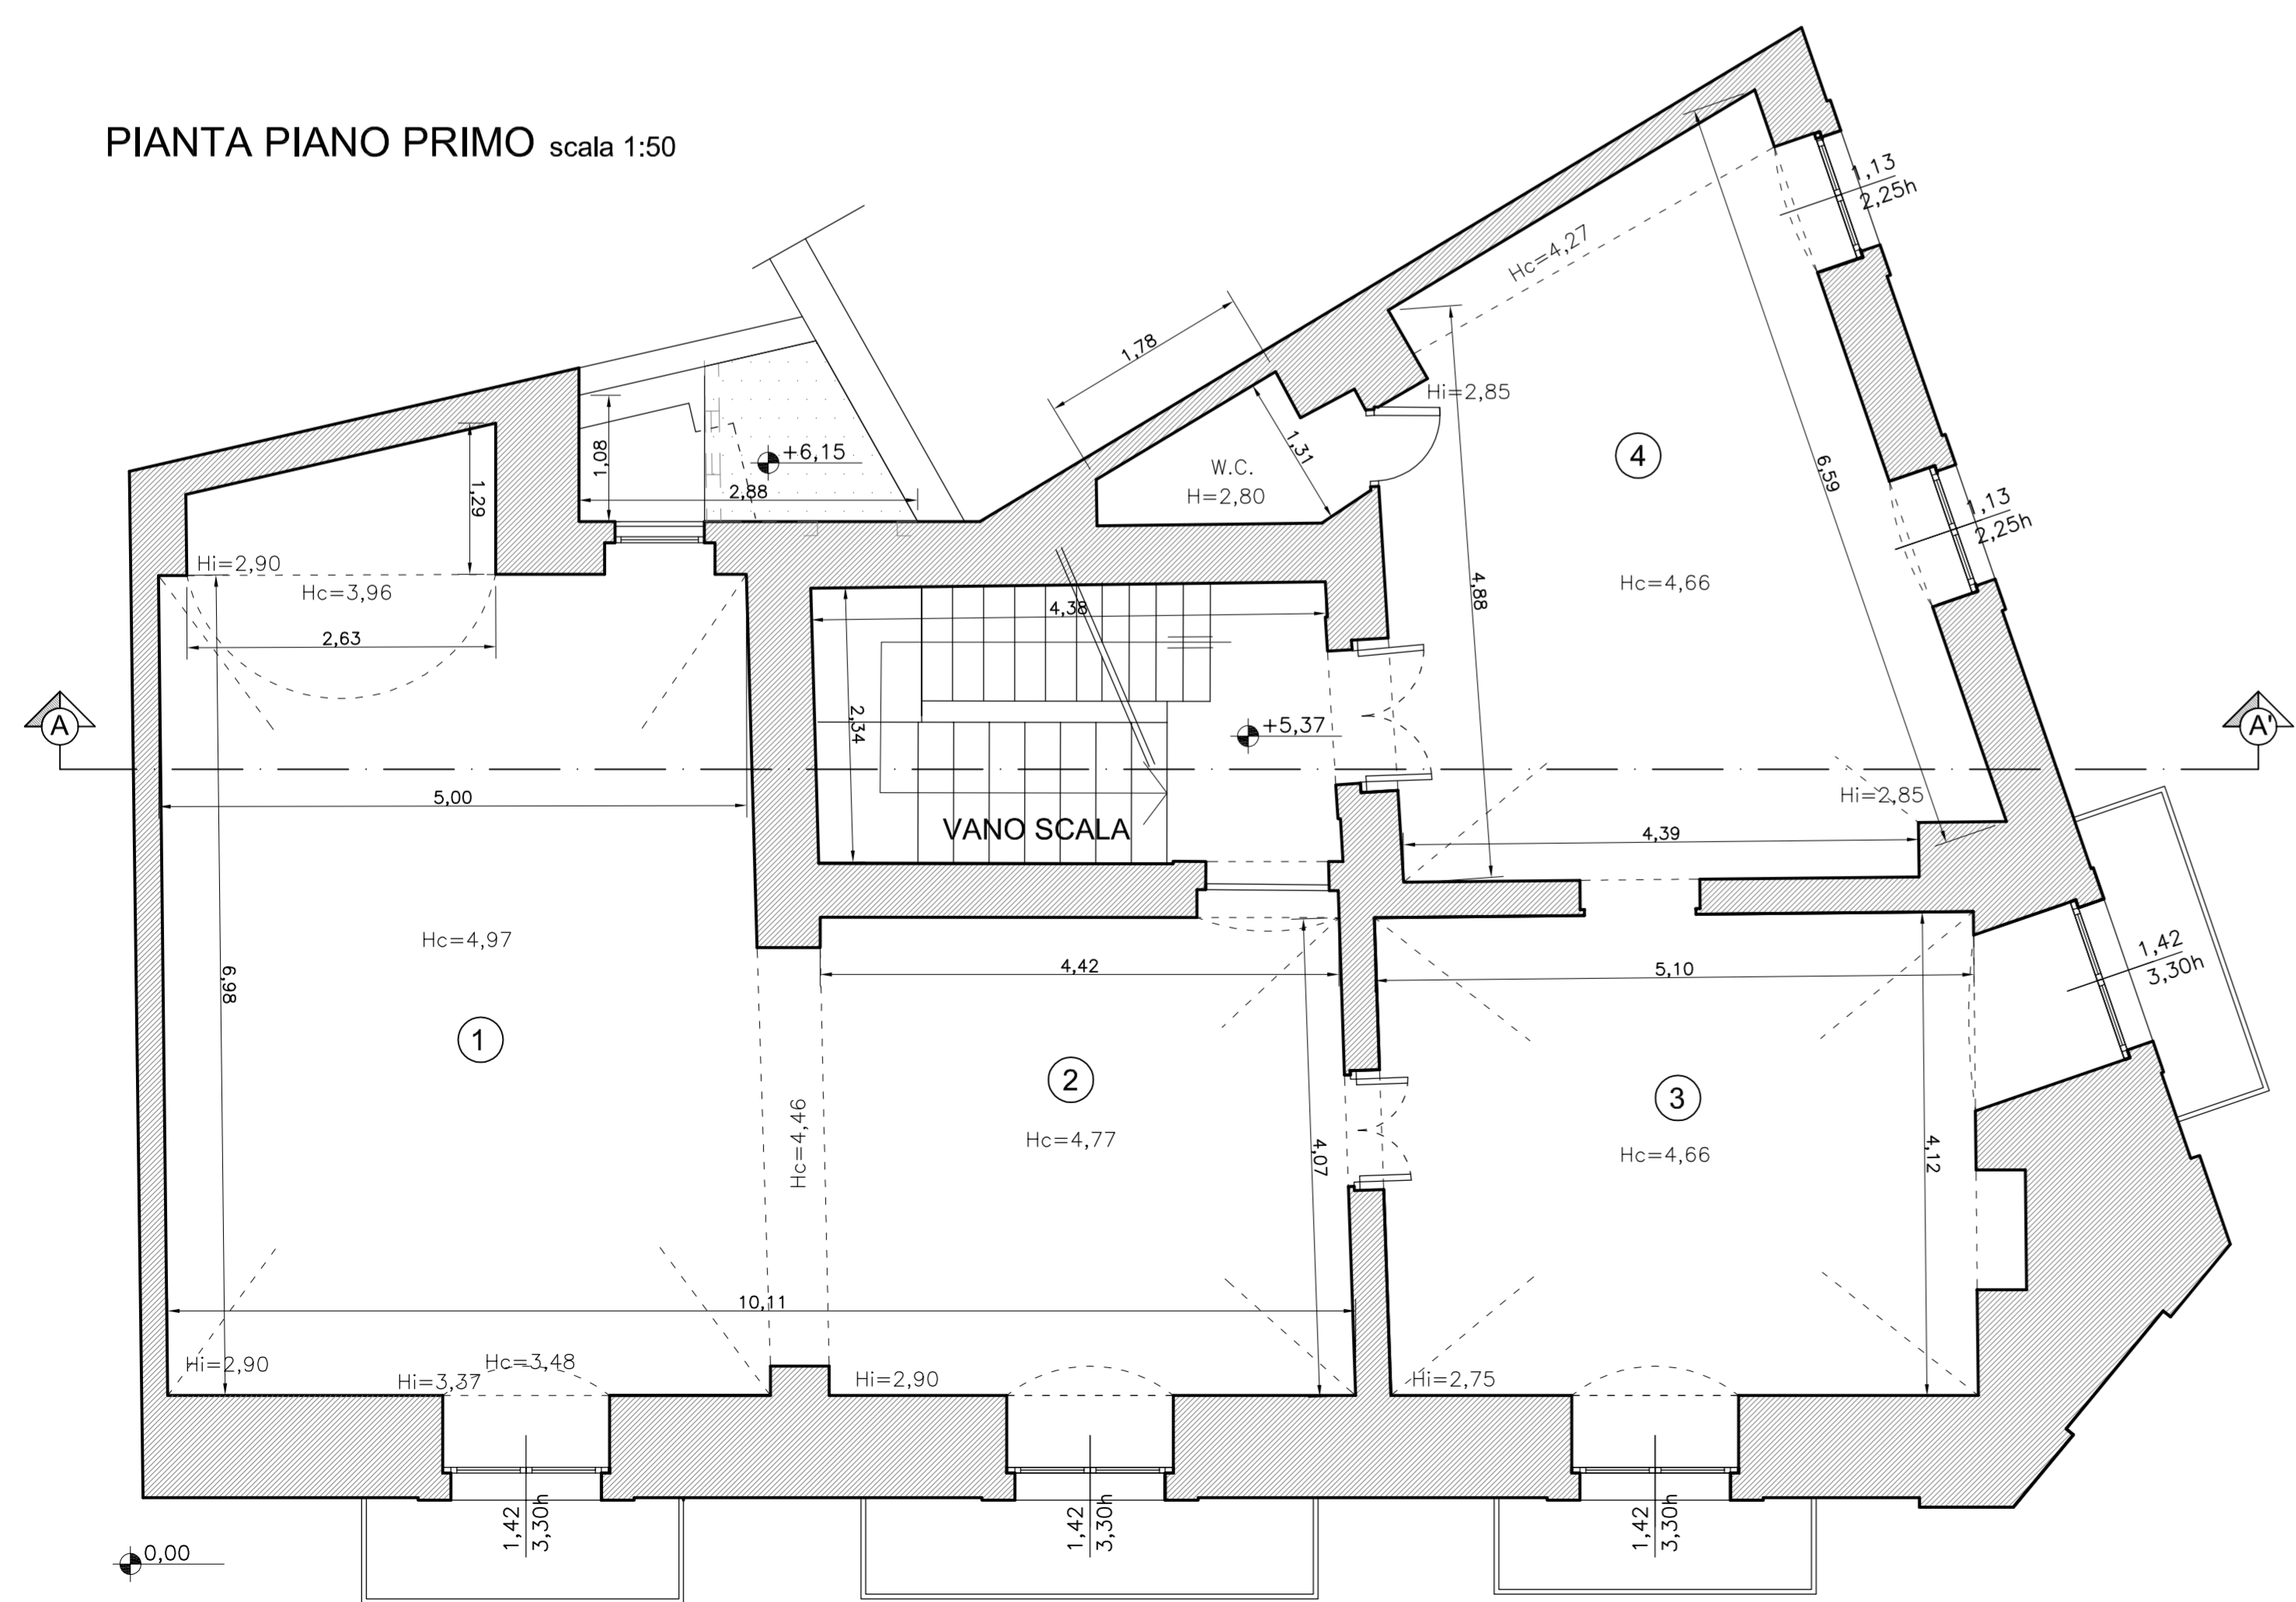 PIANTA PIANO PRIMO scala 1:50
1,13
2,25h
Hc=4,27
1,78
Hi=2,85
1,08
+6,15
1,31
W.C.
H=2,80
4
6,59
1,29
2,88
1,13
2,25h
Hi=2,90
Hc=3,96
4,38
4,88
Hc=4,66
2,63
A
2,34
+5,37
A'
5,00
Hi=2,85
VANO SCALA
4,39
Hc=4,97
6,98
4,42
5,10
1,42
3,30h
1
2
3
Hc=4,46
Hc=4,77
4,07
Hc=4,66
4,12
10,11
Hi=2,90
Hc=3,48
Hi=3,37
Hi=2,90
Hi=2,75
1,42
3,30h
1,42
3,30h
1,42
3,30h
0,00